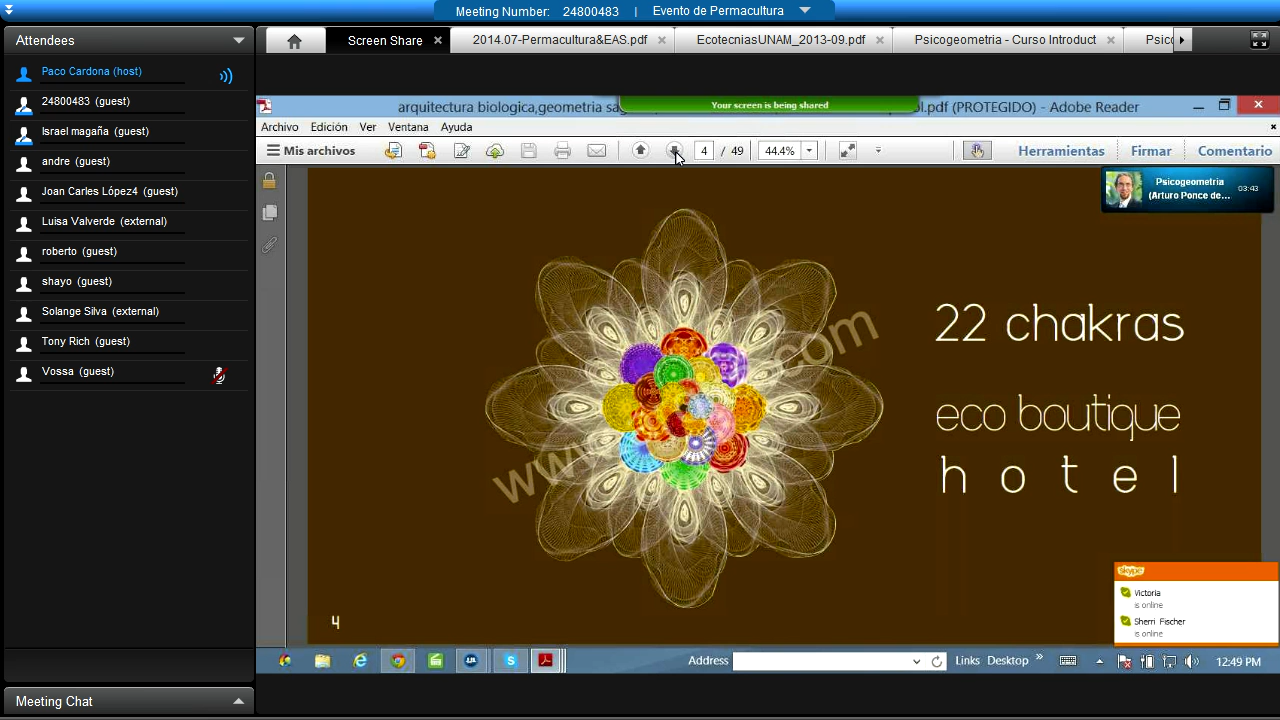 Meeting Number: 24800483 | Evento de Permacultura
Attendees
Screen Share
2014.07-Permacultura&EAS.pdf
EcotecniasUNAM_2013-09.pdf
Psicogeometria - Curso Introduct
Paco Cardona (host)
24800483 (guest)
Israel magaña (guest)
andre (guest)
Joan Carles López4 (guest)
Luisa Valverde (external)
roberto (guest)
shayo (guest)
Solange Silva (external)
Tony Rich (guest)
Vossa (guest)
Meeting Chat
arquitectura biologica,geometria
.pdf (PROTEGIDO) - Adobe Reader
Your screen is being shared
Archivo Edición Ver Ventana Ayuda
Mis archivos
4 / 49
44.4%
Herramientas Firmar Comentario
Psicogeometria
(Arturo Ponce de...
03:43
www
.com
22 chakras
eco boutique
hotel
4
skype
Victoria
is online
Sherri Fischer
is online
Address
Links Desktop »
12:49 PM